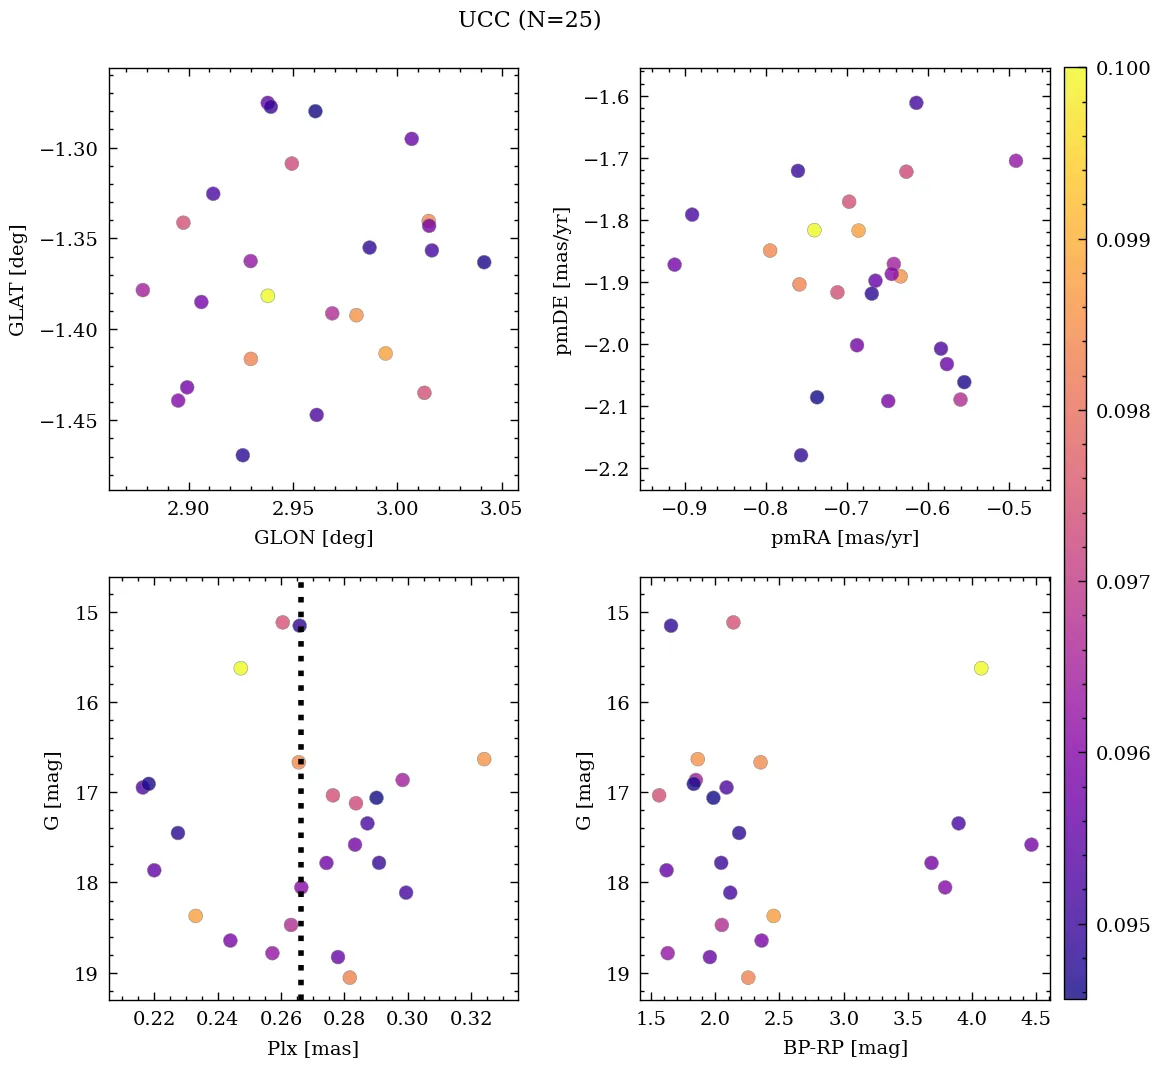 UCC (N=25)
−1.30
−1.35
−1.40
−1.45
GLAT [deg]
2.90 2.95 3.00 3.05
GLON [deg]
−1.6
−1.7
−1.8
−1.9
−2.0
−2.1
−2.2
pmDE [mas/yr]
−0.9 −0.8 −0.7 −0.6 −0.5
pmRA [mas/yr]
15
16
17
18
19
G [mag]
0.22 0.24 0.26 0.28 0.30 0.32
Plx [mas]
15
16
17
18
19
G [mag]
1.5 2.0 2.5 3.0 3.5 4.0 4.5
BP-RP [mag]
0.100
0.099
0.098
0.097
0.096
0.095